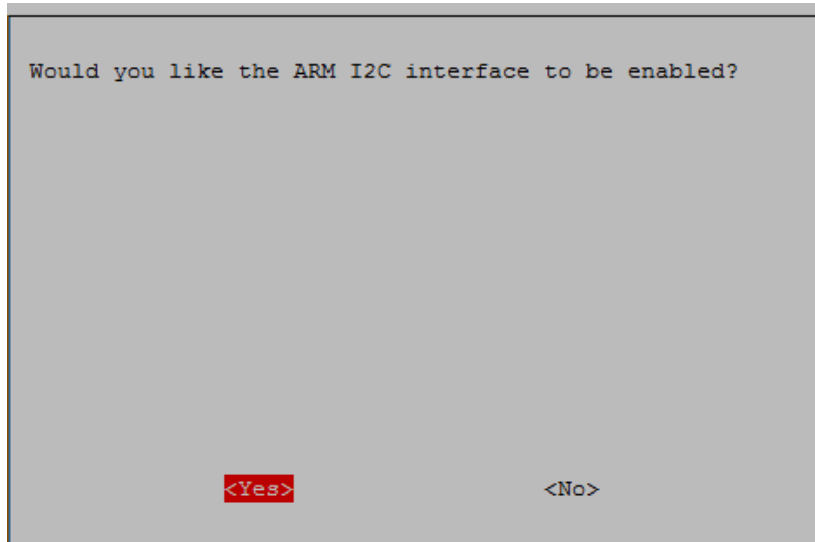 Would you like the ARM I2C interface to be enabled?
<Yes> <No>